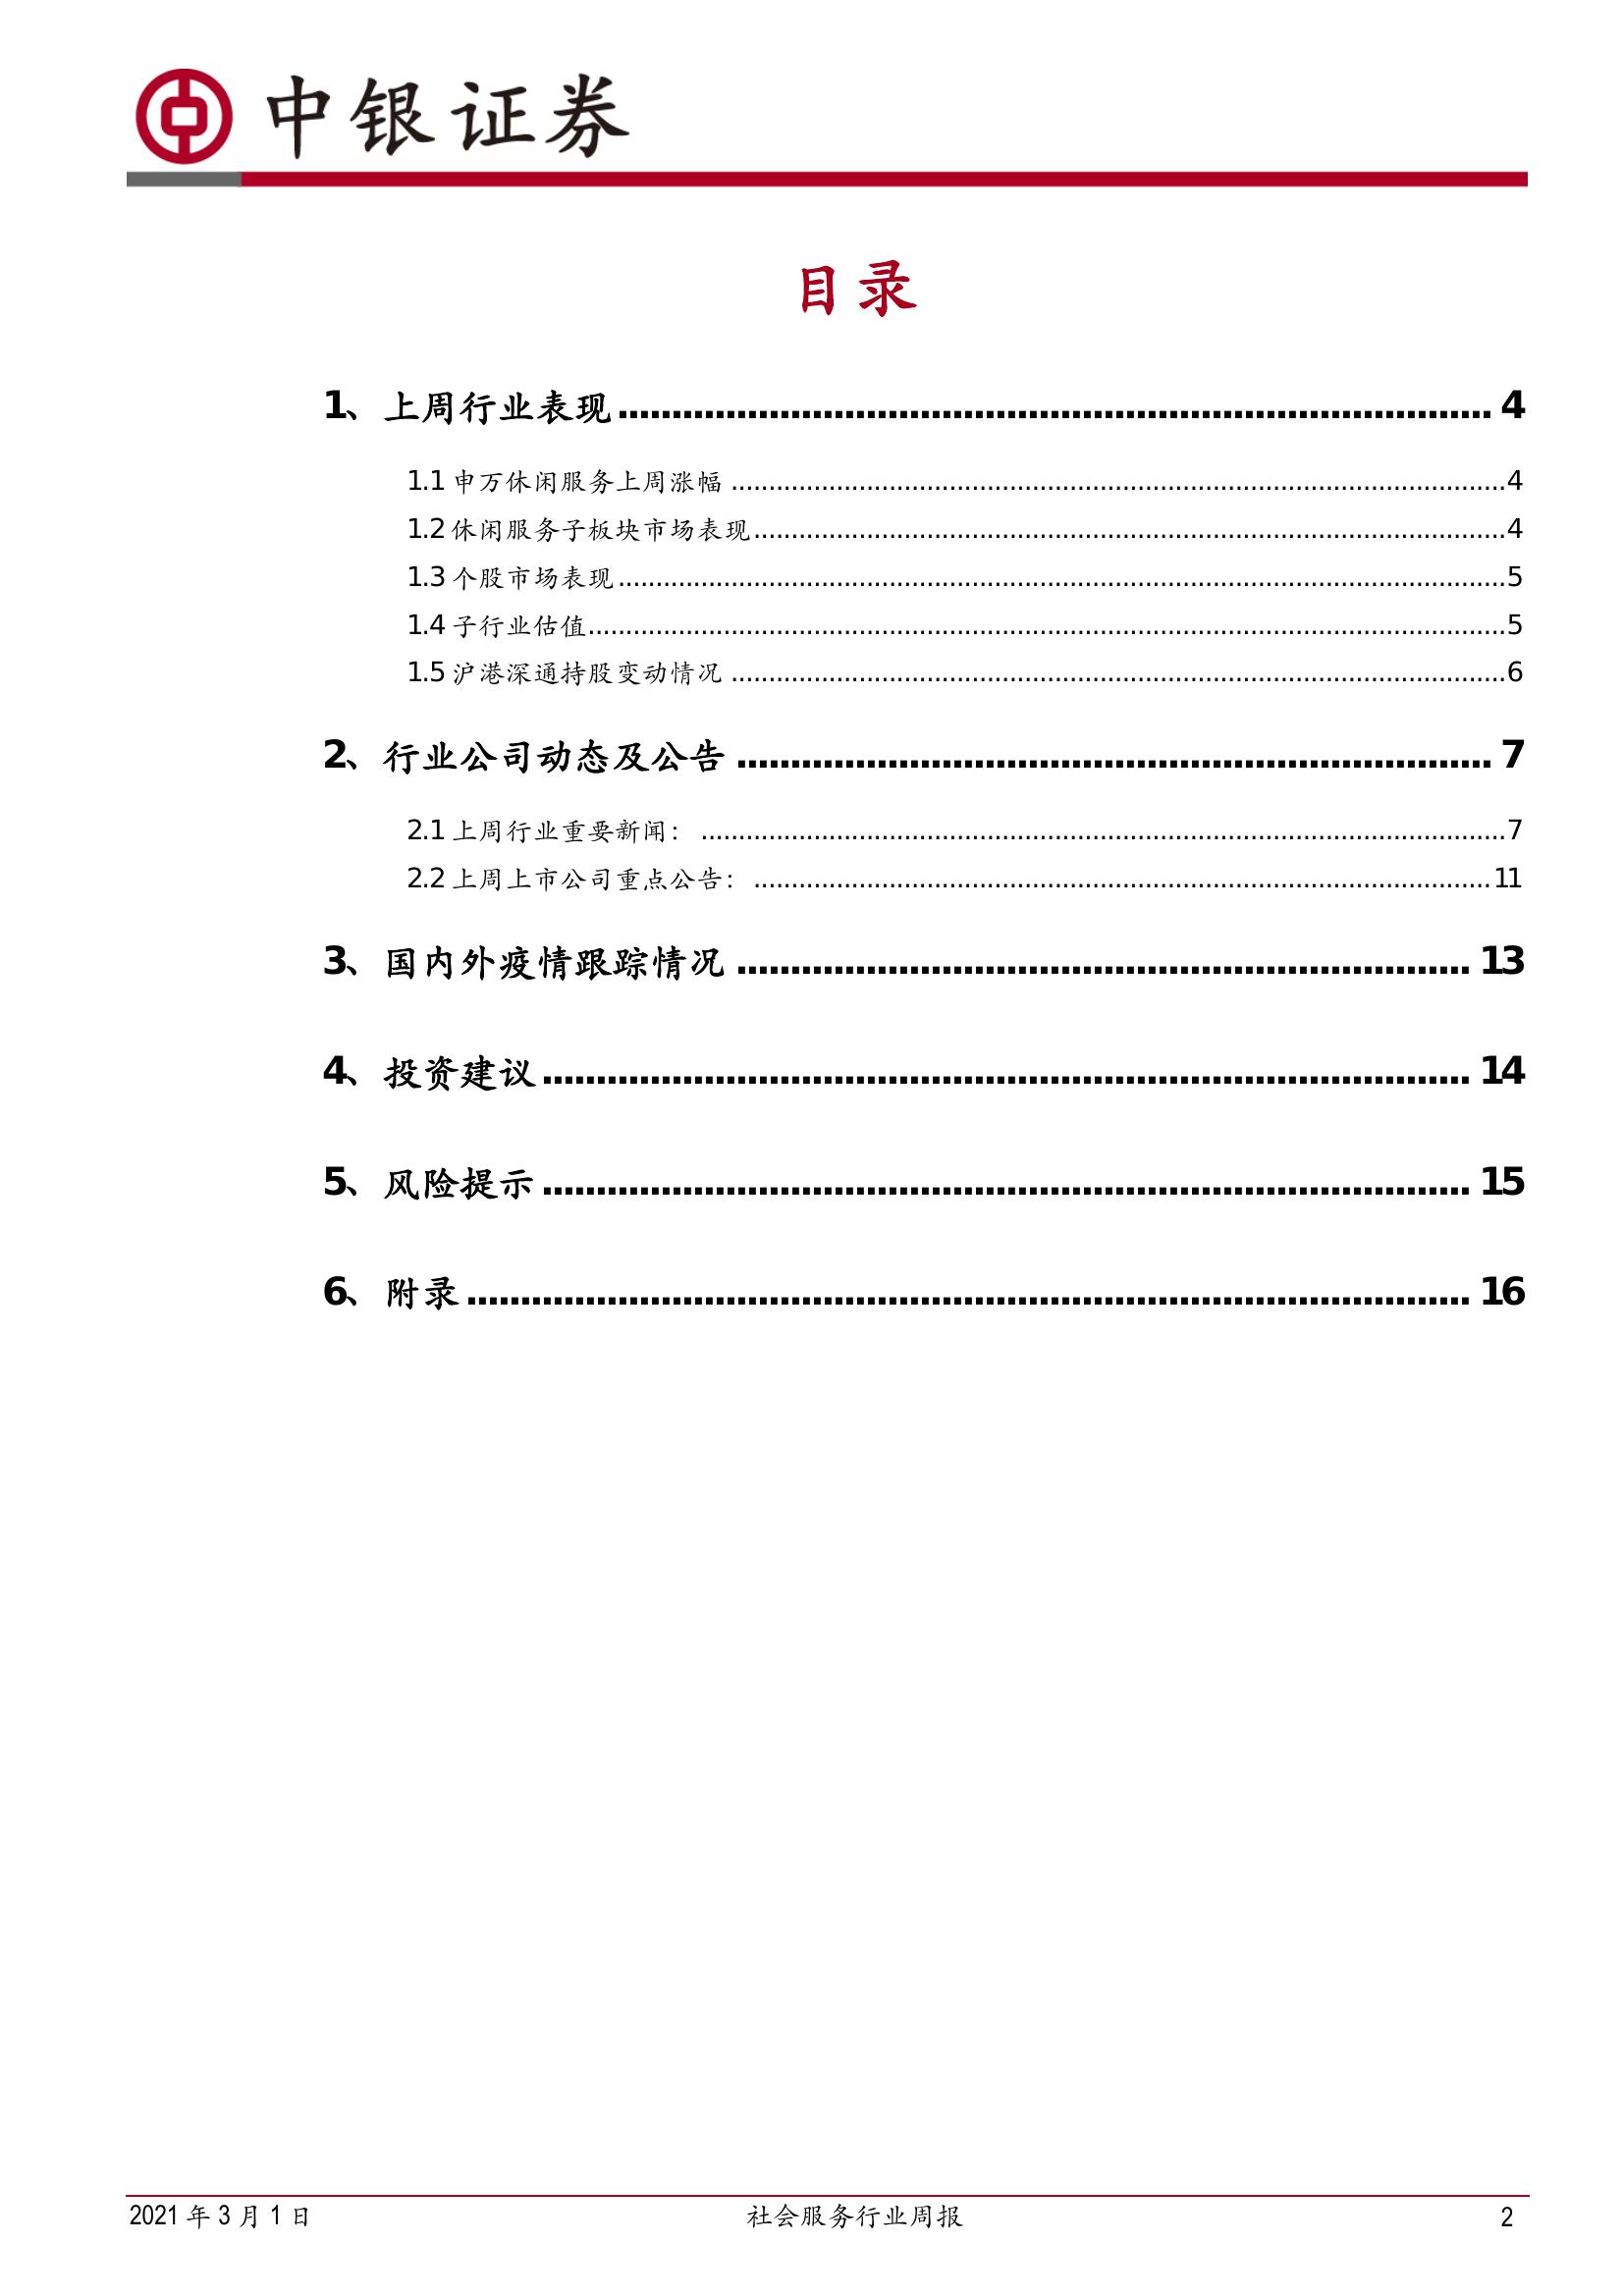 中银证券
目录
1、上周行业表现 ........ 4
1.1 申万休闲服务上周涨幅 ........ 4
1.2 休闲服务子板块市场表现 ........ 4
1.3 个股市场表现 ........ 5
1.4 子行业估值 ........ 5
1.5 沪港深通持股变动情况 ........ 6
2、行业公司动态及公告 ........ 7
2.1 上周行业重要新闻： ........ 7
2.2 上周上市公司重点公告： ........ 11
3、国内外疫情跟踪情况 ........ 13
4、投资建议 ........ 14
5、风险提示 ........ 15
6、附录 ........ 16
2021 年 3 月 1 日 社会服务行业周报 2